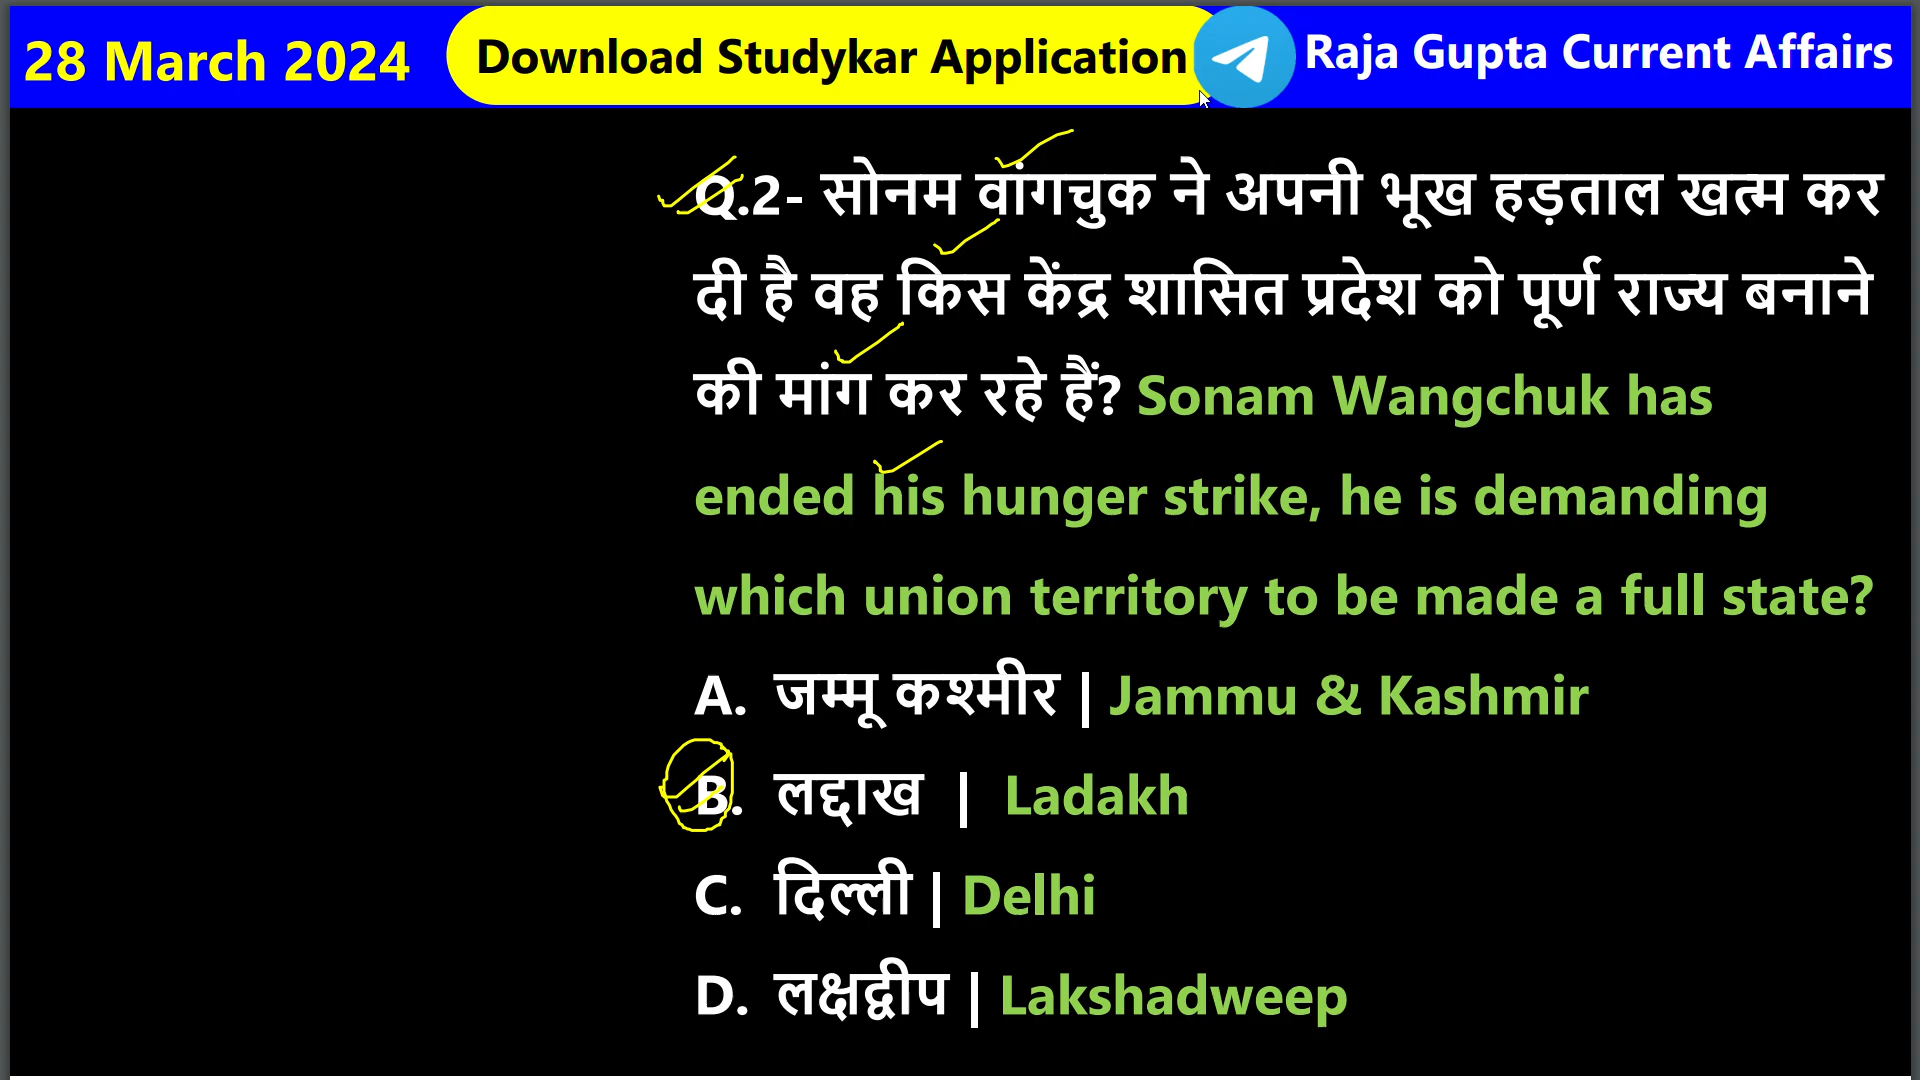 28 March 2024 Download Studykar Application Raja Gupta Current Affairs
Q.2- सोनम वांगचुक ने अपनी भूख हड़ताल खत्म कर
दी है वह किस केंद्र शासित प्रदेश को पूर्ण राज्य बनाने
की मांग कर रहे हैं? Sonam Wangchuk has
ended his hunger strike, he is demanding
which union territory to be made a full state?
A. जम्मू कश्मीर | Jammu & Kashmir
B. लद्दाख | Ladakh
C. दिल्ली | Delhi
D. लक्षद्वीप | Lakshadweep